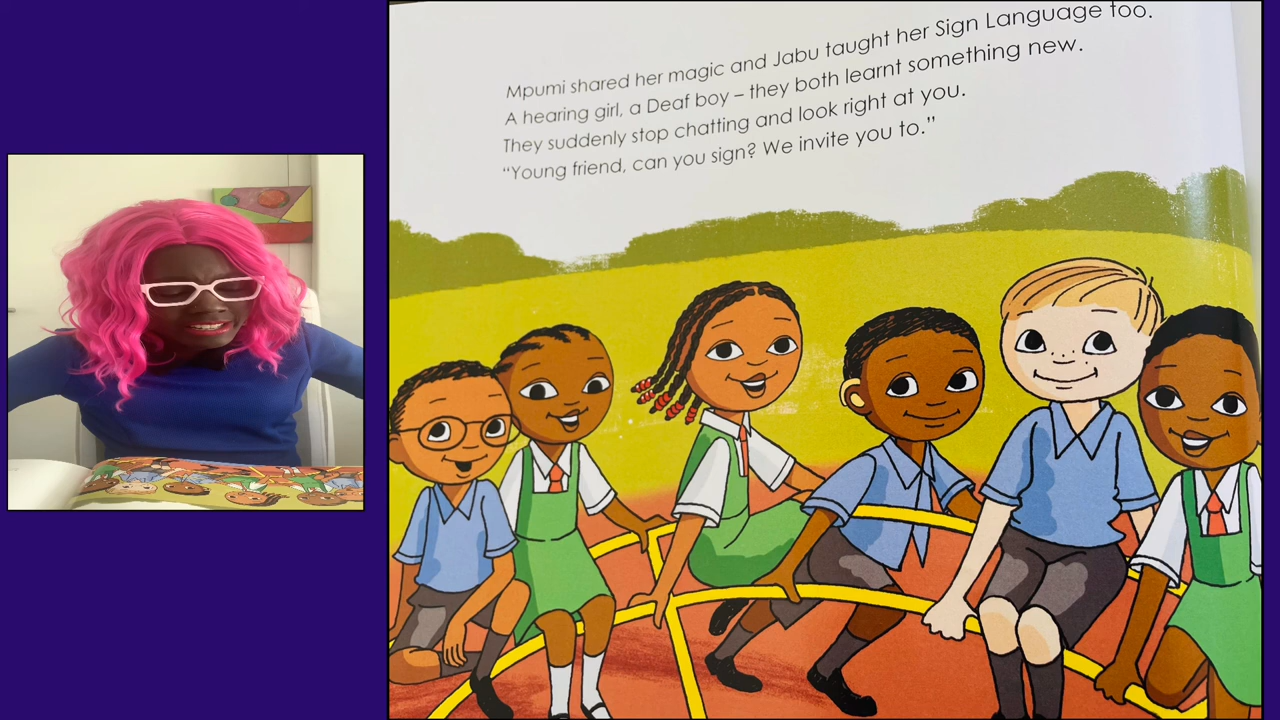 Mpumi shared her magic and Jabu taught her Sign Language too.
A hearing girl, a Deaf boy – they both learnt something new.
They suddenly stop chatting and look right at you.
“Young friend, can you sign? We invite you to.”